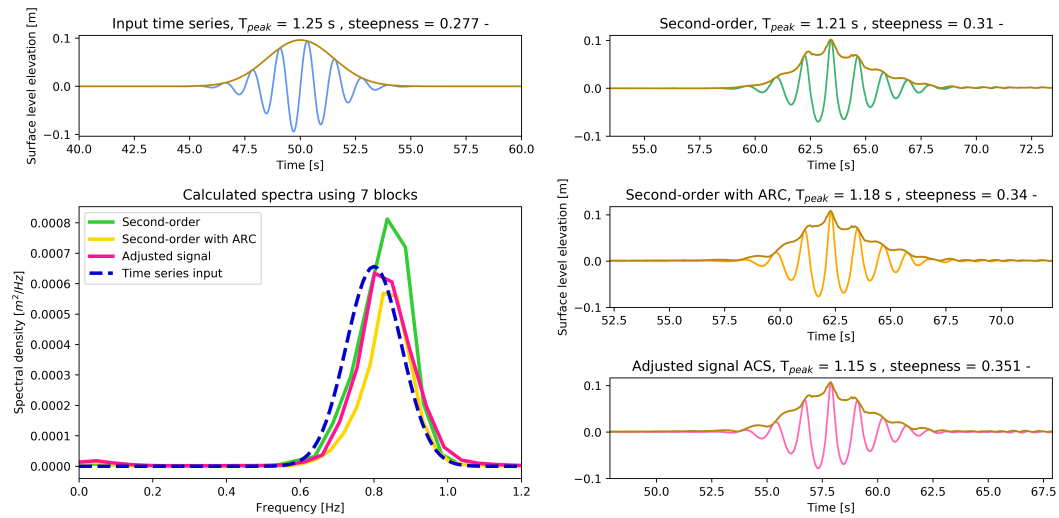 Input time series, T_peak = 1.25 s , steepness = 0.277 -
Surface level elevation [m]
0.1
0.0
−0.1
40.0 42.5 45.0 47.5 50.0 52.5 55.0 57.5 60.0
Time [s]
Second-order, T_peak = 1.21 s , steepness = 0.31 -
0.1
0.0
−0.1
55.0 57.5 60.0 62.5 65.0 67.5 70.0 72.5
Time [s]
Calculated spectra using 7 blocks
Second-order
Second-order with ARC
Adjusted signal
Time series input
Spectral density [m²/Hz]
0.0008
0.0007
0.0006
0.0005
0.0004
0.0003
0.0002
0.0001
0.0000
0.0 0.2 0.4 0.6 0.8 1.0 1.2
Frequency [Hz]
Second-order with ARC, T_peak = 1.18 s , steepness = 0.34 -
Surface level elevation [m]
0.1
0.0
−0.1
52.5 55.0 57.5 60.0 62.5 65.0 67.5 70.0
Time [s]
Adjusted signal ACS, T_peak = 1.15 s , steepness = 0.351 -
0.1
0.0
−0.1
50.0 52.5 55.0 57.5 60.0 62.5 65.0 67.5
Time [s]